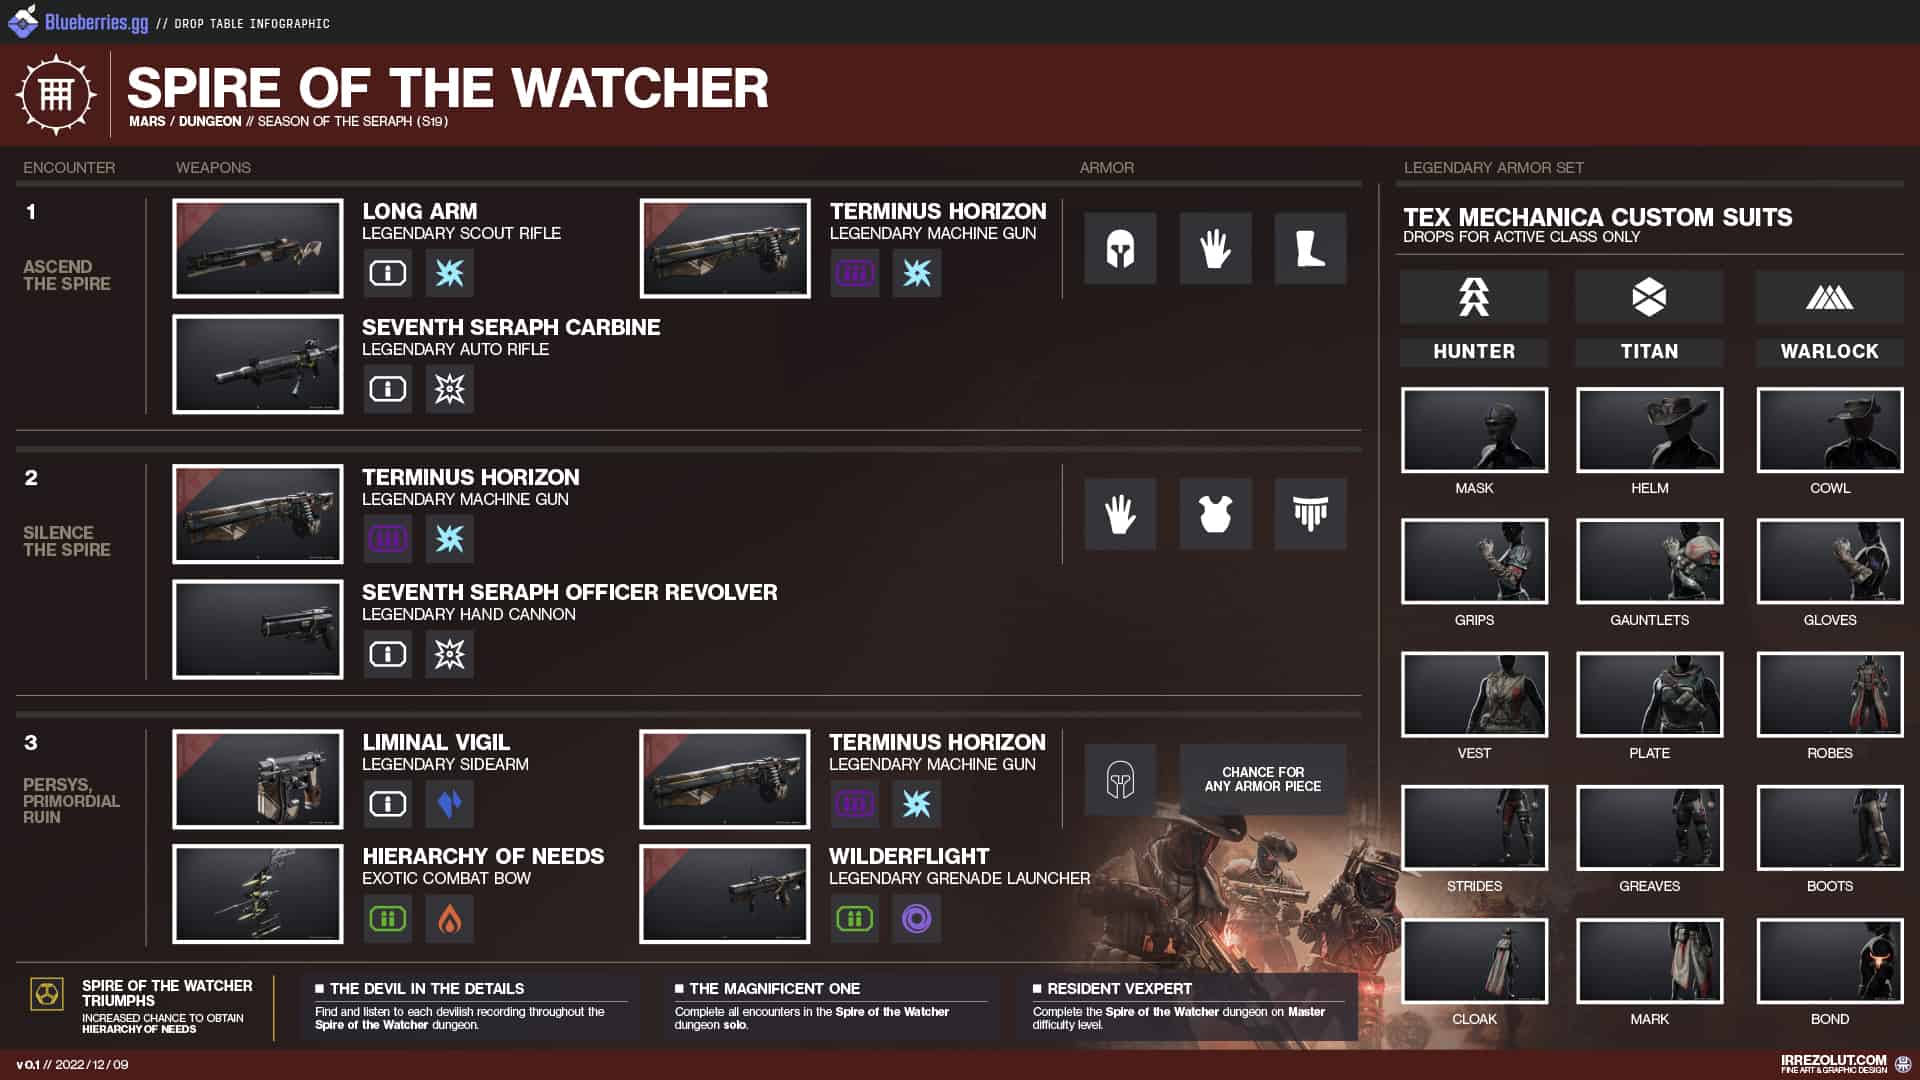 Blueberries.gg // DROP TABLE INFOGRAPHIC
SPIRE OF THE WATCHER
MARS / DUNGEON // SEASON OF THE SERAPH (S19)
ENCOUNTER
WEAPONS
ARMOR
1
ASCEND
THE SPIRE
LONG ARM
LEGENDARY SCOUT RIFLE
TERMINUS HORIZON
LEGENDARY MACHINE GUN
SEVENTH SERAPH CARBINE
LEGENDARY AUTO RIFLE
2
SILENCE
THE SPIRE
TERMINUS HORIZON
LEGENDARY MACHINE GUN
SEVENTH SERAPH OFFICER REVOLVER
LEGENDARY HAND CANNON
3
PERSYS,
PRIMORDIAL
RUIN
LIMINAL VIGIL
LEGENDARY SIDEARM
TERMINUS HORIZON
LEGENDARY MACHINE GUN
CHANCE FOR
ANY ARMOR PIECE
HIERARCHY OF NEEDS
EXOTIC COMBAT BOW
WILDERFLIGHT
LEGENDARY GRENADE LAUNCHER
LEGENDARY ARMOR SET
TEX MECHANICA CUSTOM SUITS
DROPS FOR ACTIVE CLASS ONLY
HUNTER
TITAN
WARLOCK
MASK
HELM
COWL
GRIPS
GAUNTLETS
GLOVES
VEST
PLATE
ROBES
STRIDES
GREAVES
BOOTS
CLOAK
MARK
BOND
SPIRE OF THE WATCHER
TRIUMPHS
INCREASED CHANCE TO OBTAIN
HIERARCHY OF NEEDS
THE DEVIL IN THE DETAILS
Find and listen to each devilish recording throughout the
Spire of the Watcher dungeon.
THE MAGNIFICENT ONE
Complete all encounters in the Spire of the Watcher
dungeon solo.
RESIDENT VEXPERT
Complete the Spire of the Watcher dungeon on Master
difficulty level.
v 0.1 // 2022/12/09
IRREZOLUT.COM
FINE ART & GRAPHIC DESIGN